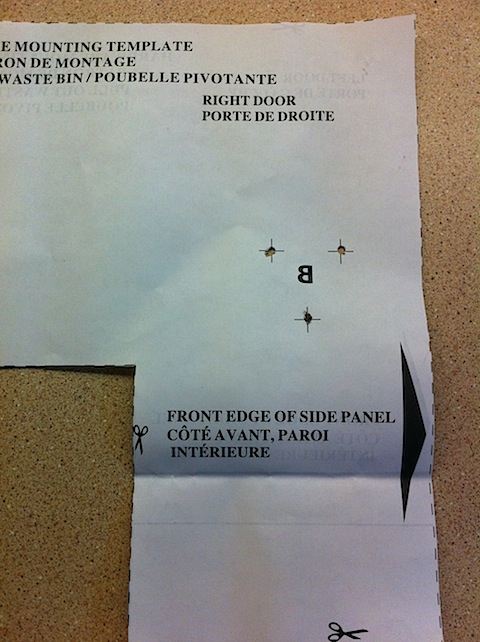 E MOUNTING TEMPLATE
RON DE MONTAGE
WASTE BIN / POUBELLE PIVOTANTE
RIGHT DOOR
PORTE DE DROITE
B
FRONT EDGE OF SIDE PANEL
CÔTÉ AVANT, PAROI
INTÉRIEURE